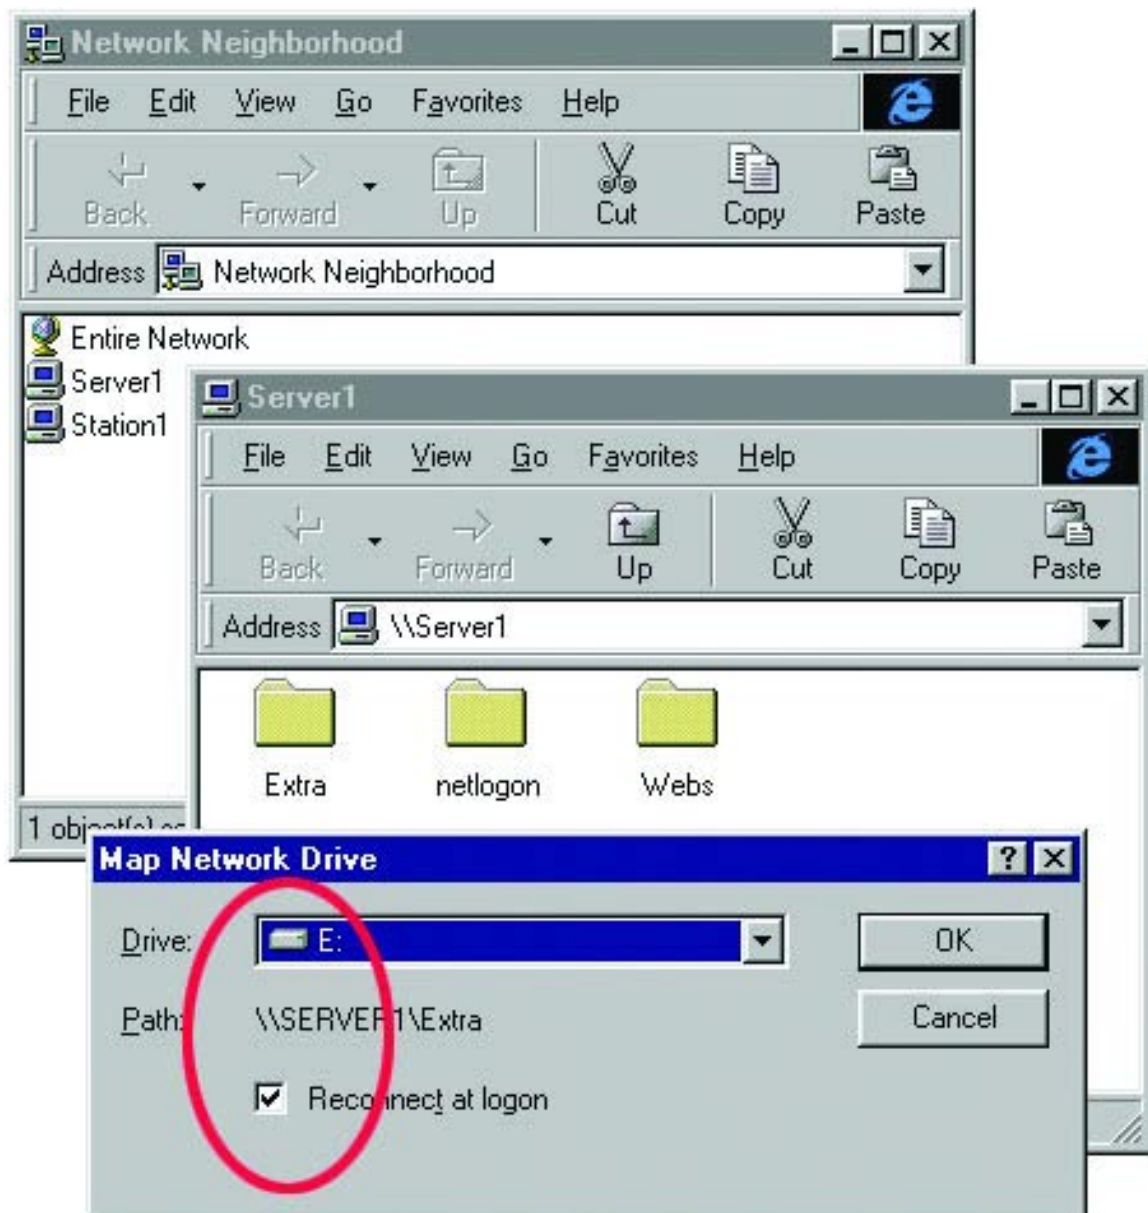 Network Neighborhood
File Edit View Go Favorites Help
Back Forward Up Cut Copy Paste
Address Network Neighborhood
Entire Network
Server1
Station1
1 object(s)
Server1
File Edit View Go Favorites Help
Back Forward Up Cut Copy Paste
Address \\Server1
Extra netlogon Webs
Map Network Drive
Drive: E: OK
Path: \\SERVER1\Extra Cancel
Reconnect at logon